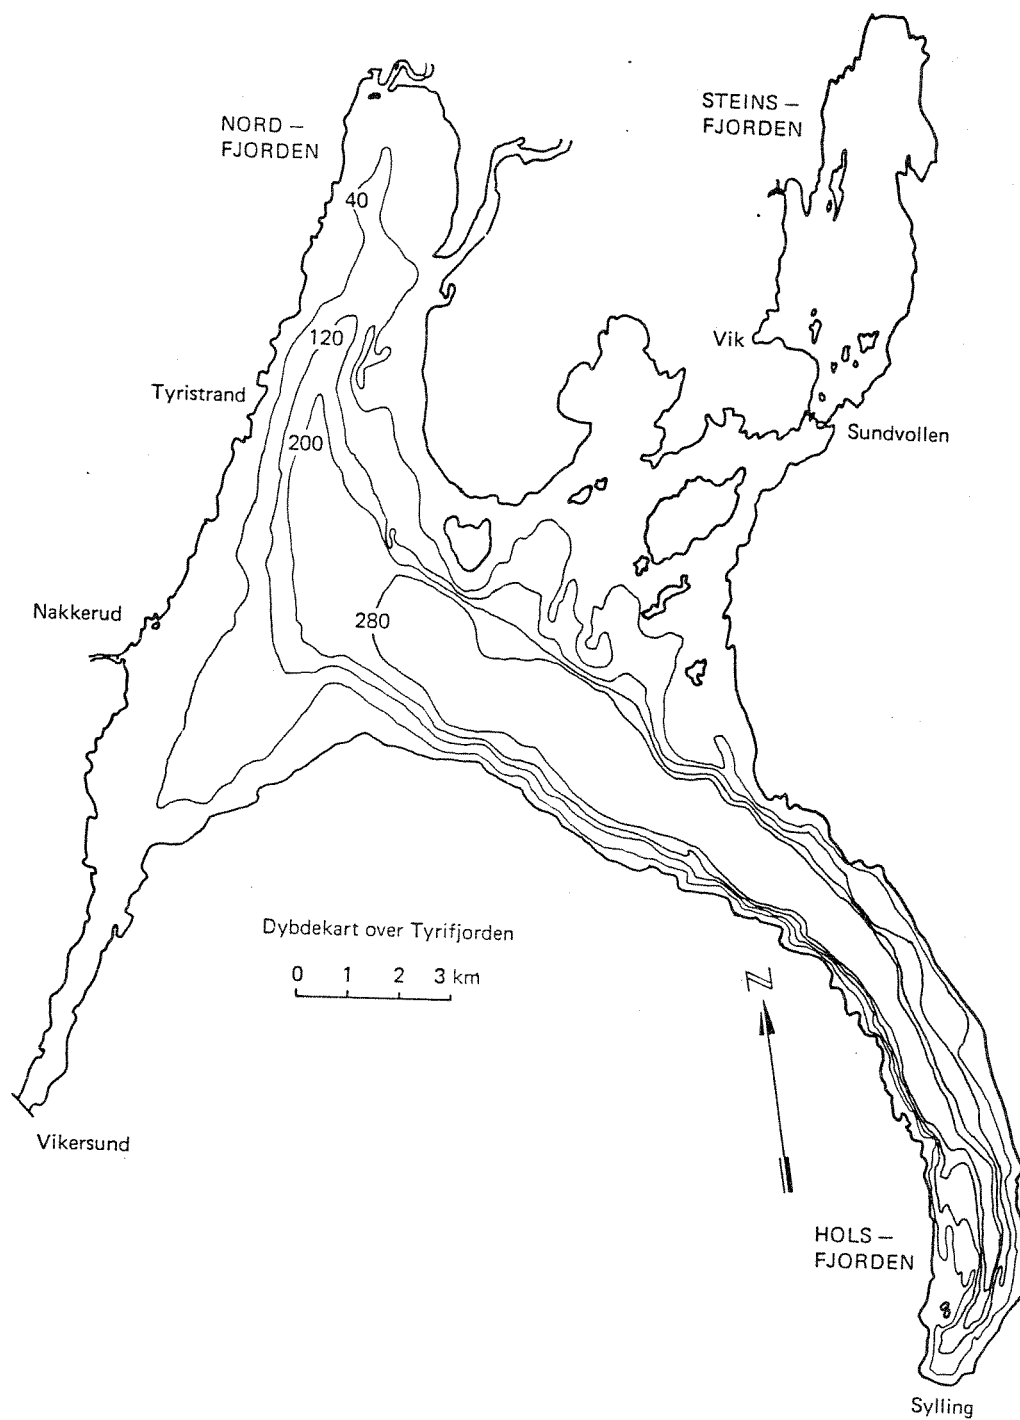 STEINS –
FJORDEN
NORD –
FJORDEN
40
Vik
120
Tyristrand
Sundvollen
200
Nakkerud
280
Dybdekart over Tyrifjorden
0 1 2 3 km
N
Vikersund
HOLS –
FJORDEN
Sylling